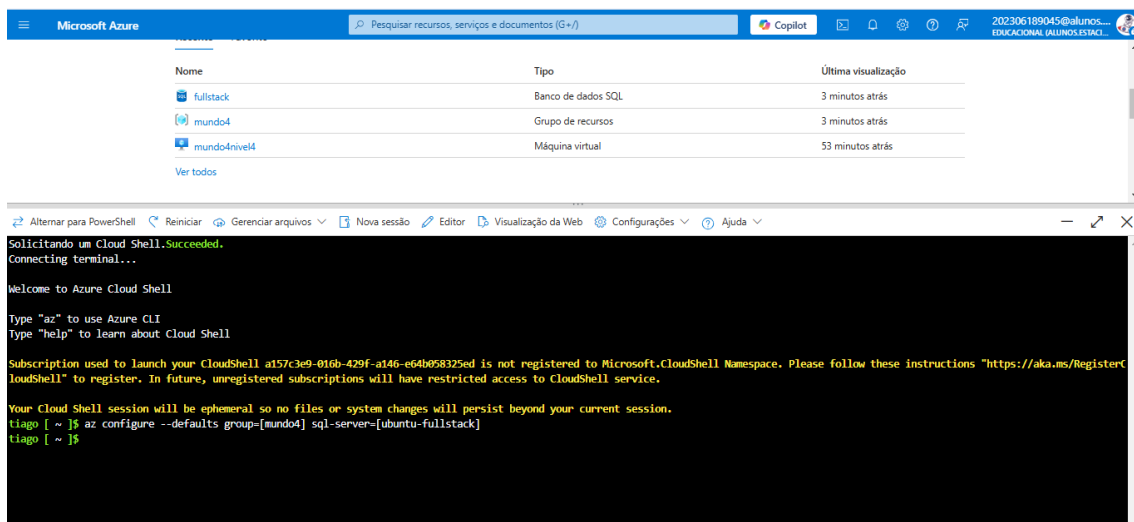 Microsoft Azure
Pesquisar recursos, serviços e documentos (G+/)
Copilot
202306189045@alunos....
EDUCACIONAL (ALUNOS.ESTACI...
Nome Tipo Última visualização
fullstack Banco de dados SQL 3 minutos atrás
mundo4 Grupo de recursos 3 minutos atrás
mundo4nivel4 Máquina virtual 53 minutos atrás
Ver todos
Alternar para PowerShell Reiniciar Gerenciar arquivos Nova sessão Editor Visualização da Web Configurações Ajuda
Solicitando um Cloud Shell.Succeeded.
Connecting terminal...
Welcome to Azure Cloud Shell
Type "az" to use Azure CLI
Type "help" to learn about Cloud Shell
Subscription used to launch your CloudShell a157c3e9-016b-429f-a146-e64b058325ed is not registered to Microsoft.CloudShell Namespace. Please follow these instructions "https://aka.ms/RegisterC
loudShell" to register. In future, unregistered subscriptions will have restricted access to CloudShell service.
Your Cloud Shell session will be ephemeral so no files or system changes will persist beyond your current session.
tiago [ ~ ]$ az configure --defaults group=[mundo4] sql-server=[ubuntu-fullstack]
tiago [ ~ ]$